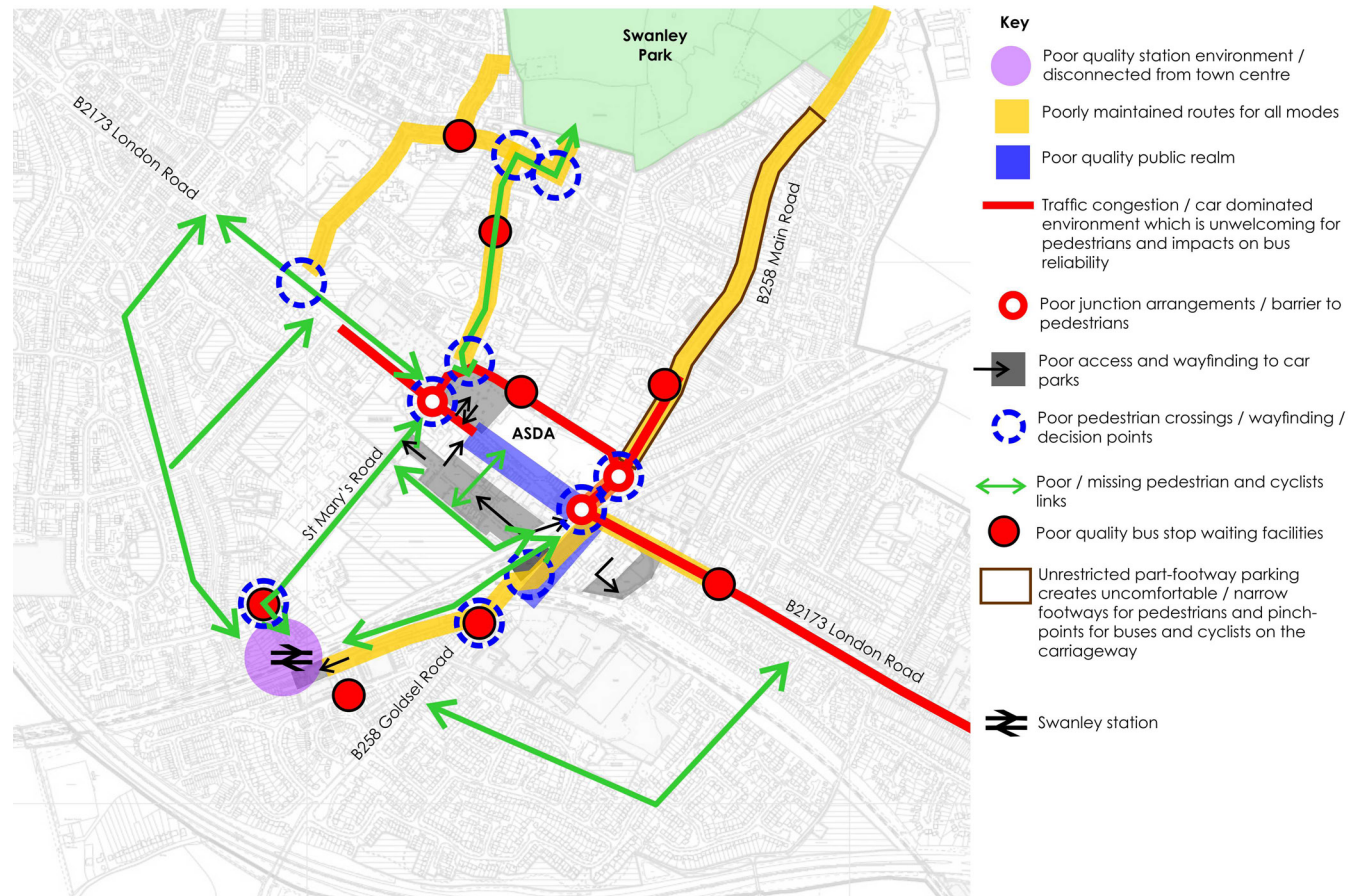 Swanley
Park
B2173 London Road
B258 Main Road
ASDA
St Mary's Road
B2173 London Road
B258 Goldsel Road
Key
Poor quality station environment /
disconnected from town centre
Poorly maintained routes for all modes
Poor quality public realm
Traffic congestion / car dominated
environment which is unwelcoming for
pedestrians and impacts on bus
reliability
Poor junction arrangements / barrier to
pedestrians
Poor access and wayfinding to car
parks
Poor pedestrian crossings / wayfinding /
decision points
Poor / missing pedestrian and cyclists
links
Poor quality bus stop waiting facilities
Unrestricted part-footway parking
creates uncomfortable / narrow
footways for pedestrians and pinch-
points for buses and cyclists on the
carriageway
Swanley station